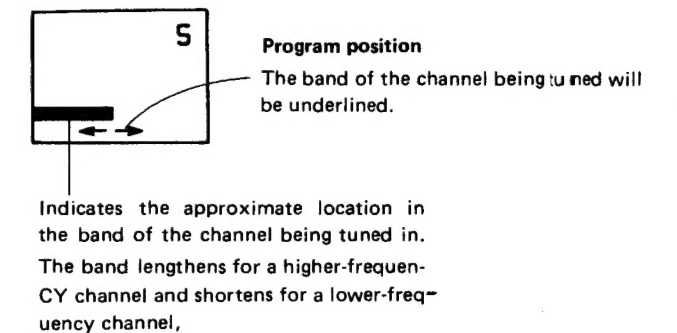 S
Program position
The band of the channel being tuned will
be underlined.
Indicates the approximate location in
the band of the channel being tuned in.
The band lengthens for a higher-frequen-
CY channel and shortens for a lower-freq-
uency channel,